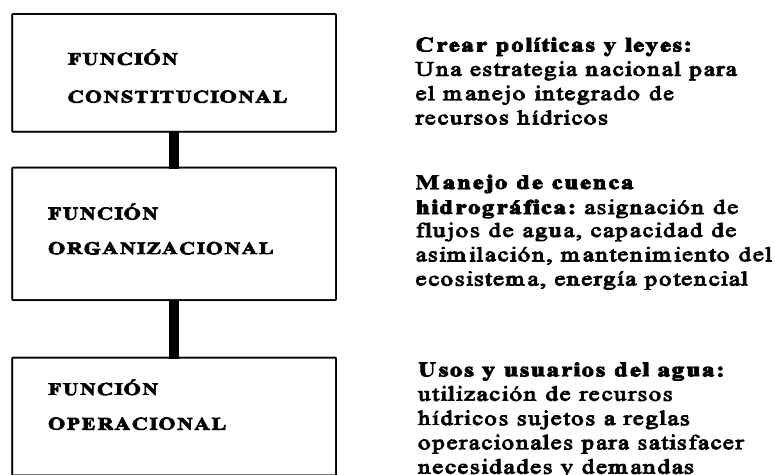 FUNCIÓN
CONSTITUCIONAL
Crear políticas y leyes:
Una estrategia nacional para
el manejo integrado de
recursos hídricos
FUNCIÓN
ORGANIZACIONAL
Manejo de cuenca
hidrográfica: asignación de
flujos de agua, capacidad de
asimilación, mantenimiento del
ecosistema, energía potencial
FUNCIÓN
OPERACIONAL
Usos y usuarios del agua:
utilización de recursos
hídricos sujetos a reglas
operacionales para satisfacer
necesidades y demandas